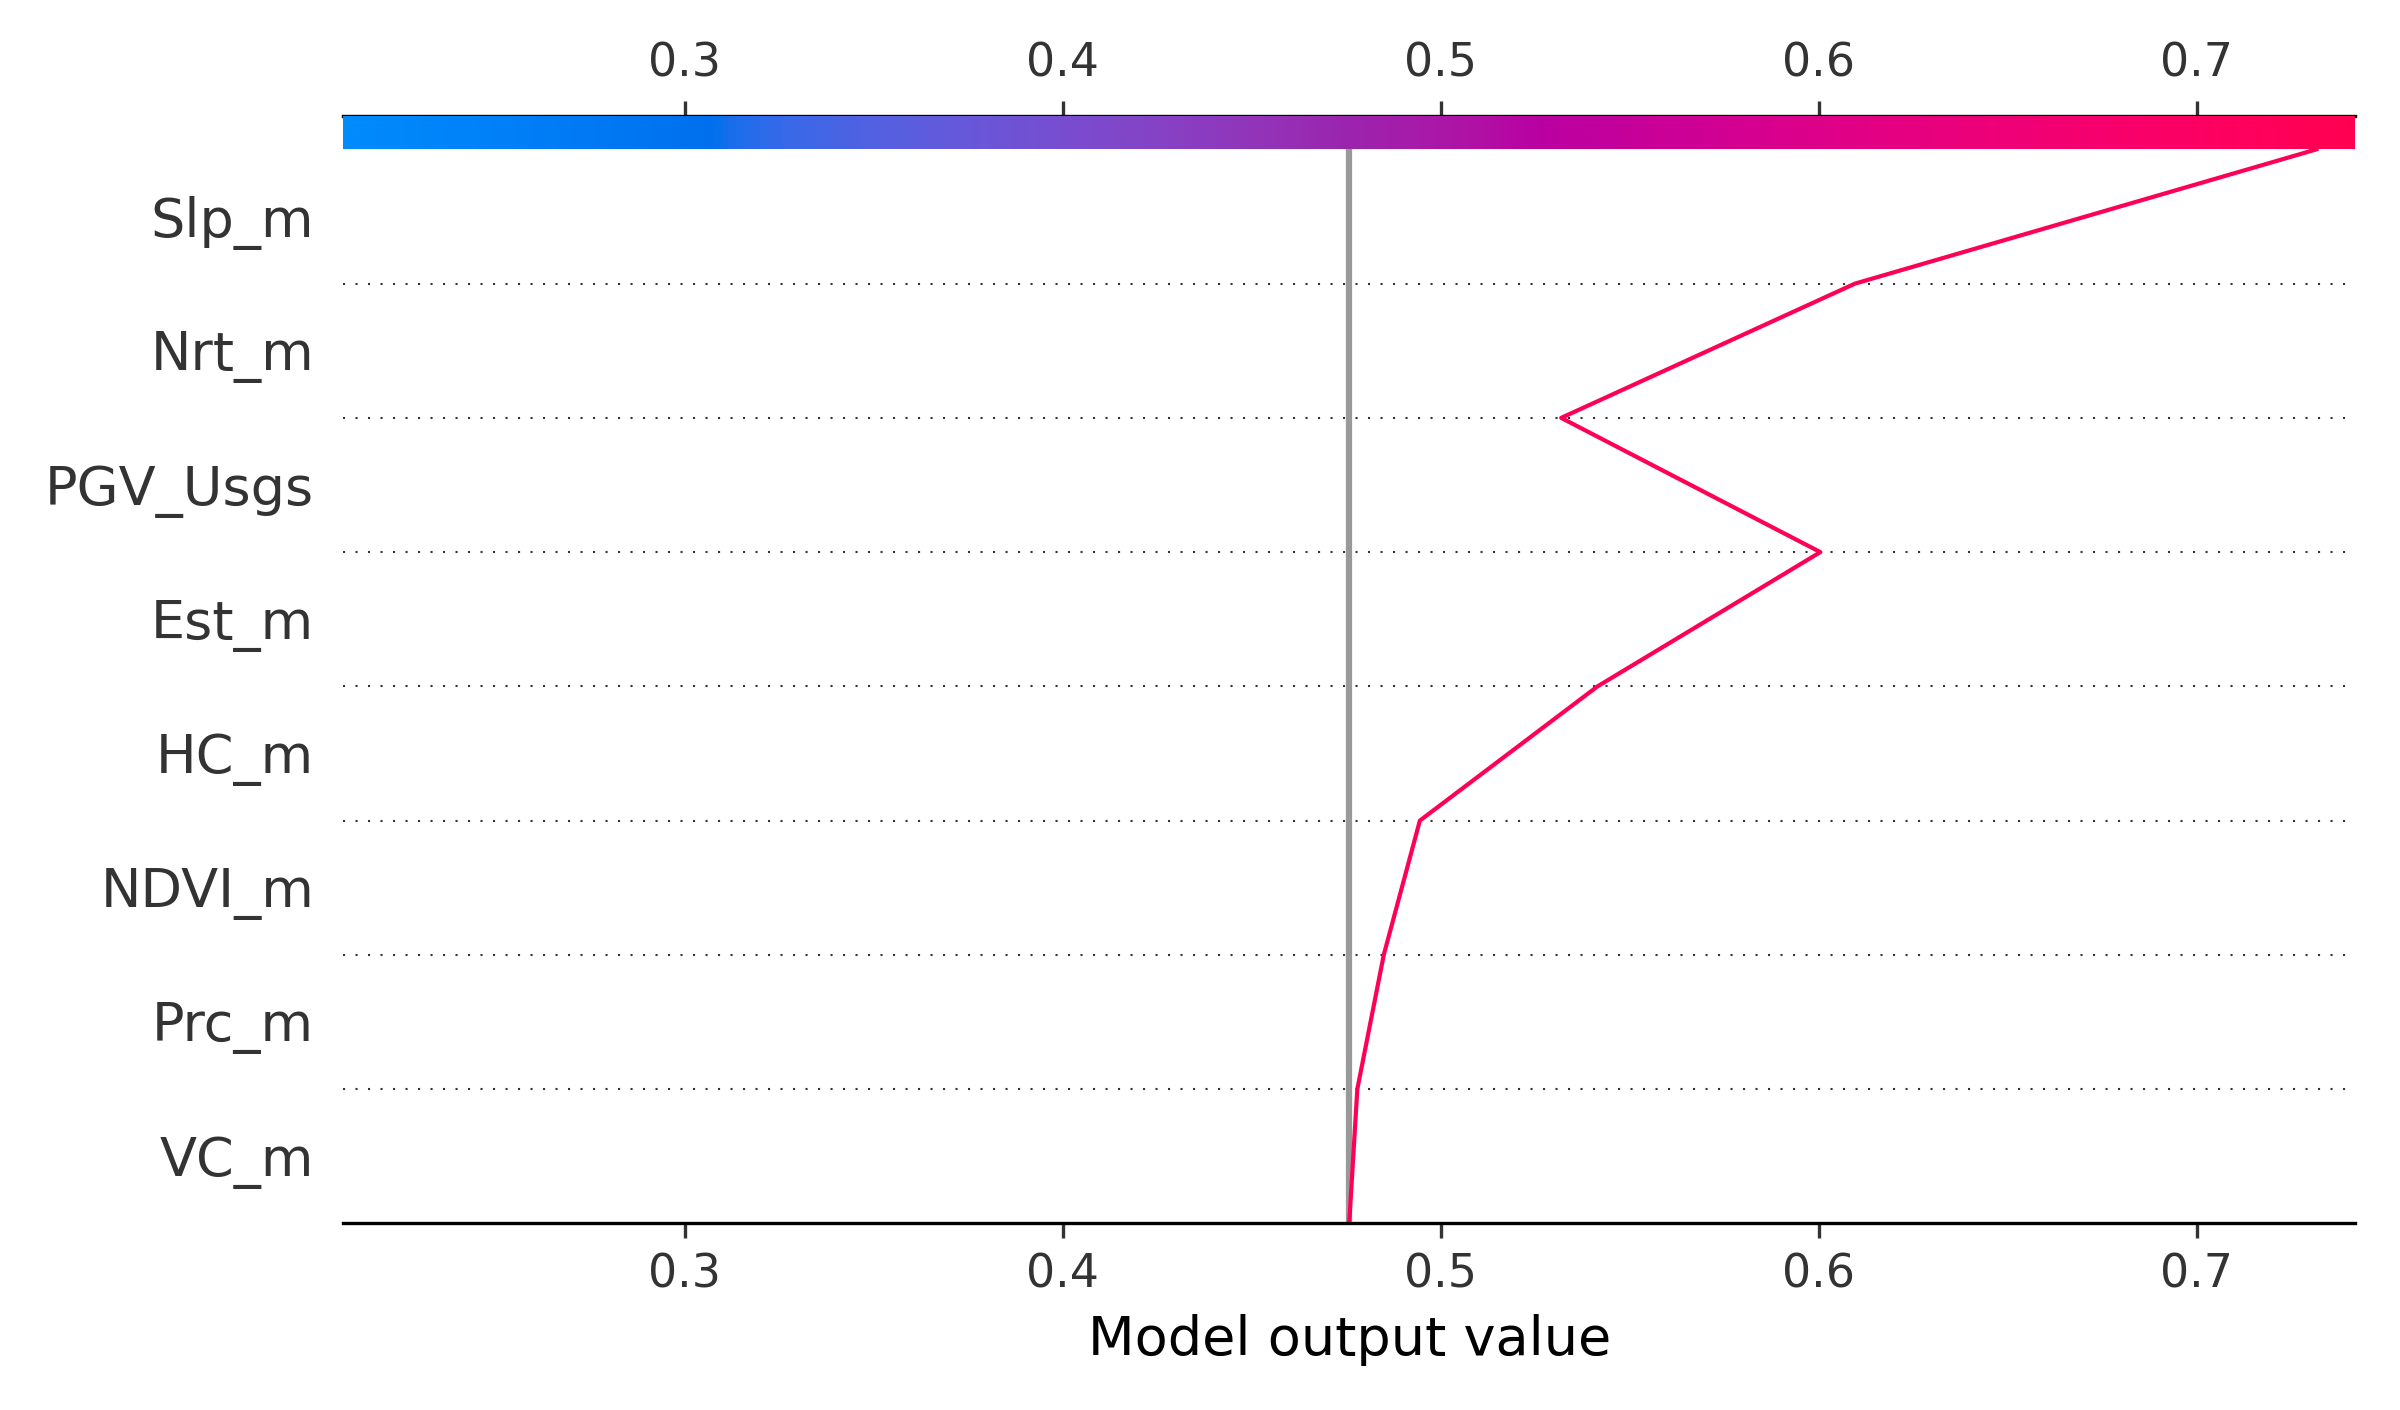 0.3 0.4 0.5 0.6 0.7
Slp_m
Nrt_m
PGV_Usgs
Est_m
HC_m
NDVI_m
Prc_m
VC_m
0.3 0.4 0.5 0.6 0.7
Model output value